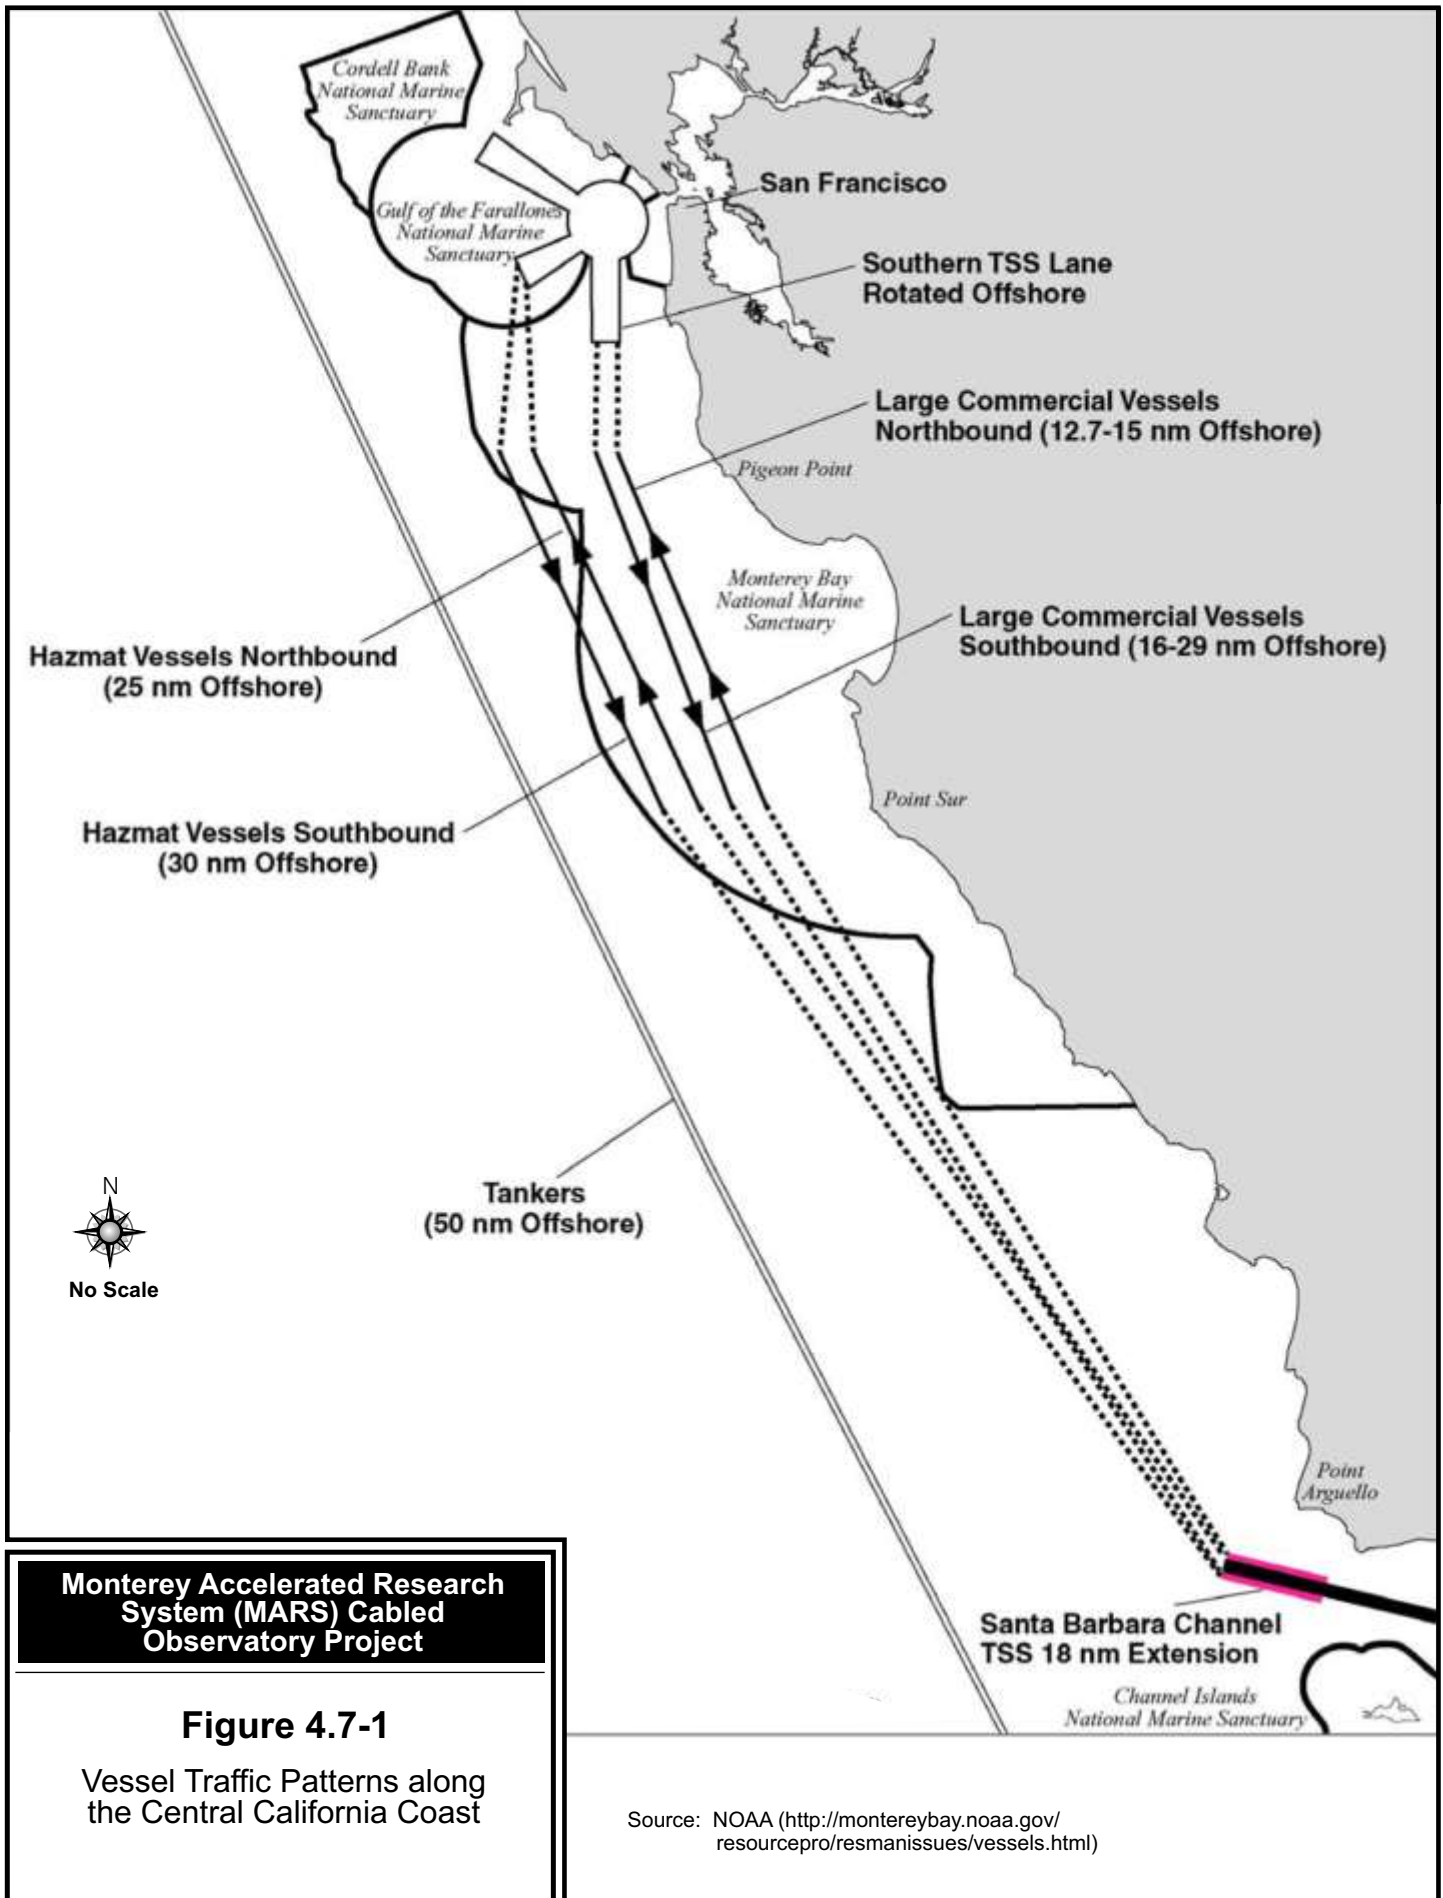 Cordell Bank
National Marine
Sanctuary
San Francisco
Gulf of the Farallones
National Marine
Sanctuary
Southern TSS Lane
Rotated Offshore
Large Commercial Vessels
Northbound (12.7-15 nm Offshore)
Pigeon Point
Monterey Bay
National Marine
Sanctuary
Large Commercial Vessels
Southbound (16-29 nm Offshore)
Hazmat Vessels Northbound
(25 nm Offshore)
Point Sur
Hazmat Vessels Southbound
(30 nm Offshore)
Tankers
(50 nm Offshore)
N
No Scale
Point
Arguello
Santa Barbara Channel
TSS 18 nm Extension
Channel Islands
National Marine Sanctuary
Monterey Accelerated Research
System (MARS) Cabled
Observatory Project
Figure 4.7-1
Vessel Traffic Patterns along
the Central California Coast
Source: NOAA (http://montereybay.noaa.gov/
resourcepro/resmanissues/vessels.html)